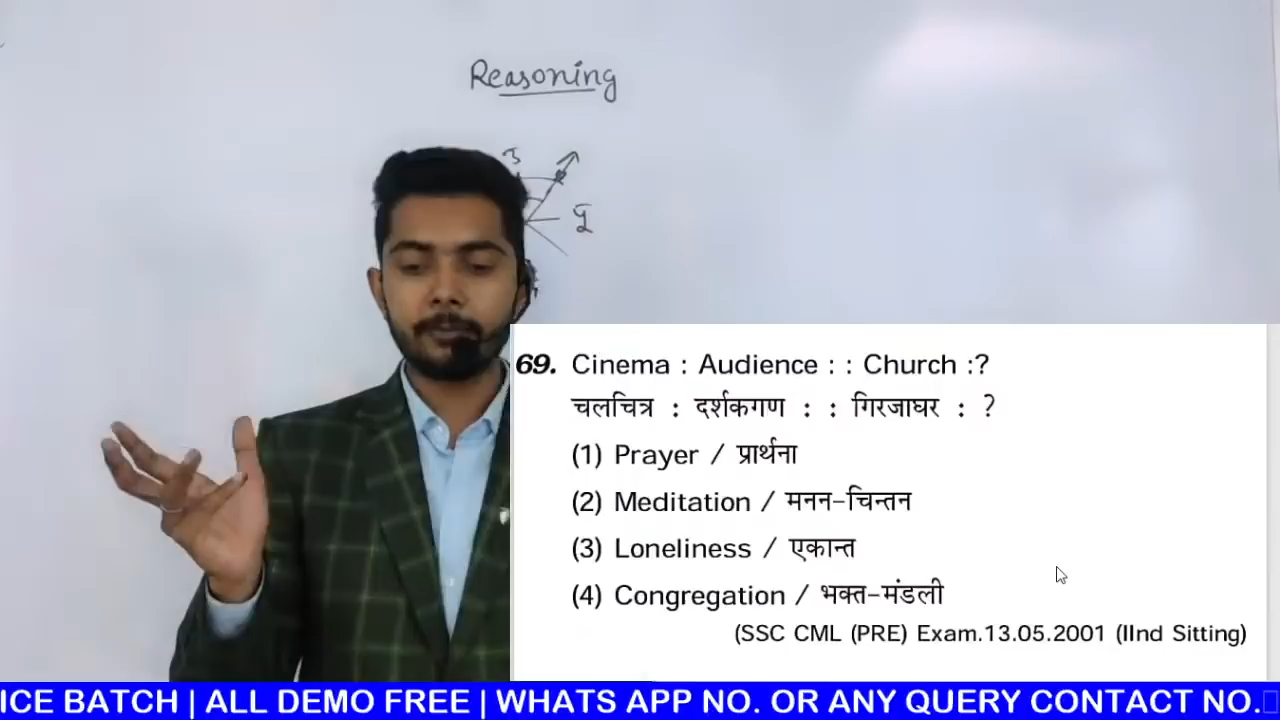 Reasoning
69. Cinema : Audience : : Church :?
चलचित्र : दर्शकगण : : गिरजाघर : ?
(1) Prayer / प्रार्थना
(2) Meditation / मनन-चिन्तन
(3) Loneliness / एकान्त
(4) Congregation / भक्त-मंडली
(SSC CML (PRE) Exam.13.05.2001 (IInd Sitting)
ICE BATCH | ALL DEMO FREE | WHATS APP NO. OR ANY QUERY CONTACT NO.